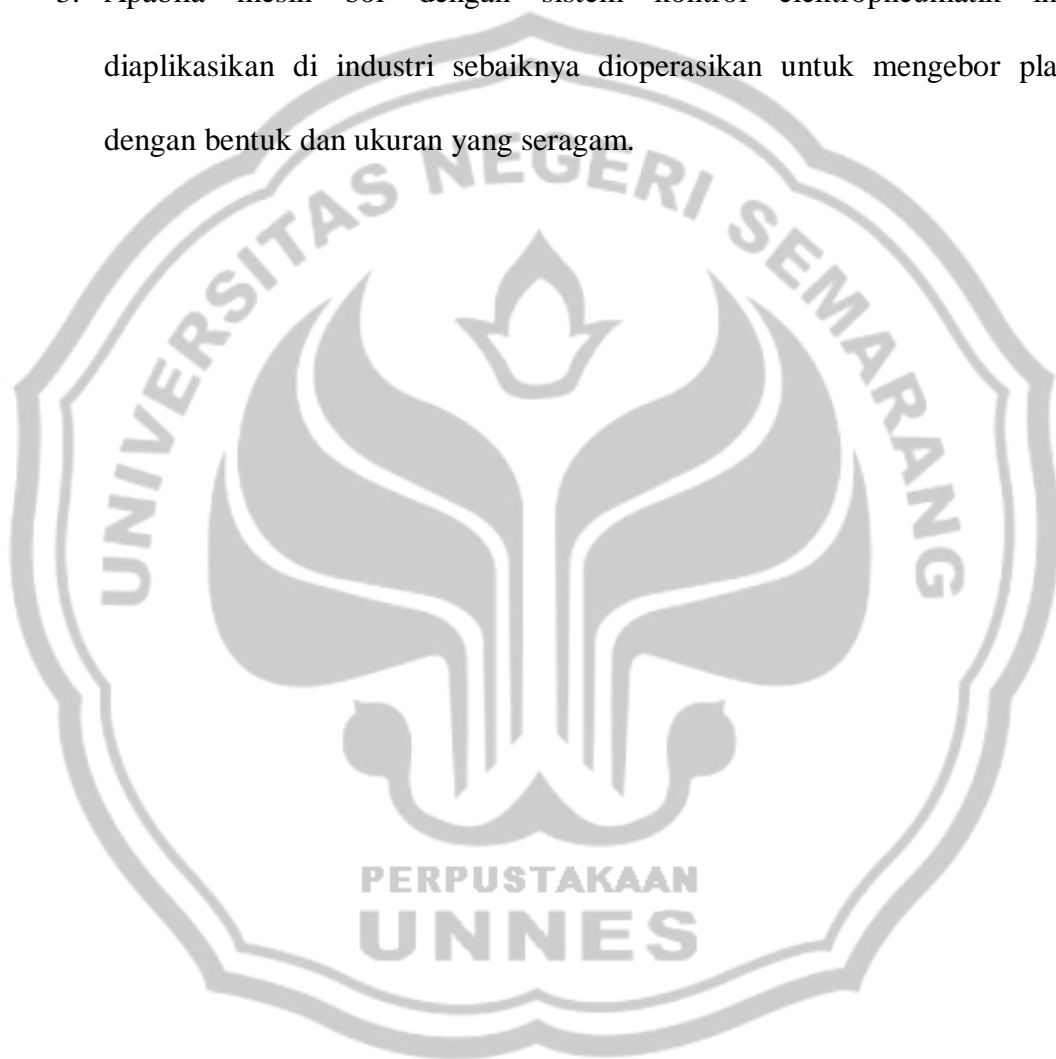 3. Apabila mesin bor dengan sistem kontrol elektropneumatik
diaplikasikan di industri sebaiknya dioperasikan untuk mengebor
dengan bentuk dan ukuran yang seragam.
UNIVERSITAS NEGERI SEMARANG
PERPUSTAKAAN
UNNES